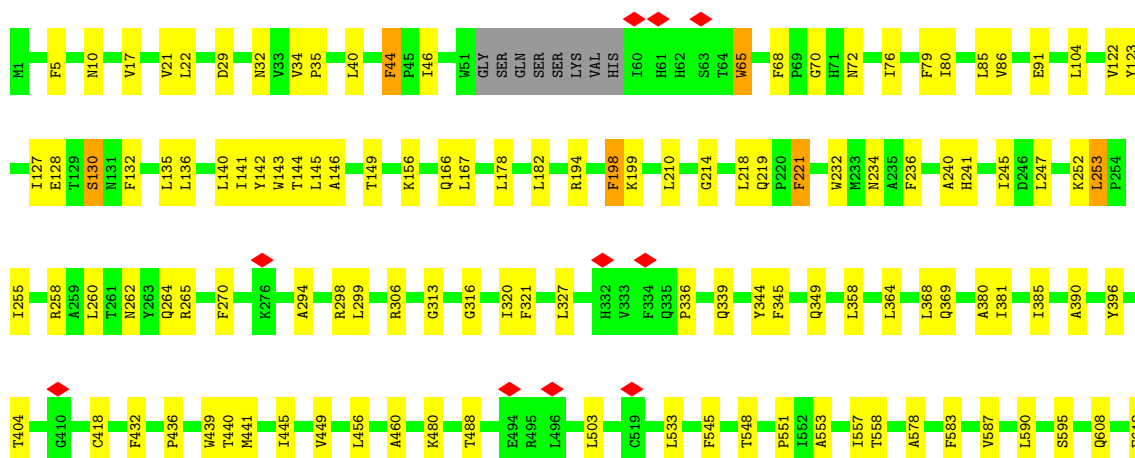 M1 F5 N10 V17 V21 L22 D29 N32 V33 V34 P35 L40 F44 P45 I46 W51 GLY SER GLN SER SER LYS VAL HIS I60 H61 H62 S63 T64 W65 F68 P69 G70 H71 N72 I76 F79 I80 L85 V86 E91 L104 V122 Y123
I127 E128 T129 S130 N131 F132 L135 L136 L140 I141 Y142 W143 T144 L145 A146 T149 K156 Q166 L167 L178 L182 R194 F198 K199 L210 G214 L218 Q219 P220 F221 W232 M233 N234 A235 F236 A240 H241 I245 D246 L247 K252 L253 P254
I255 R258 A259 L260 T261 N262 Y263 Q264 R265 F270 K276 A294 R298 L299 R306 G313 G316 I320 F321 L327 H332 V333 F334 Q335 P336 Q339 Y344 F345 Q349 L358 L364 L368 Q369 A380 I381 I385 A390 Y396
T404 G410 C418 F432 P436 W439 T440 M441 I445 V449 L456 A460 K480 T488 E494 R495 L496 L503 C519 L533 F545 T548 P551 I552 A553 I557 T558 A578 F583 V587 L590 S595 Q608